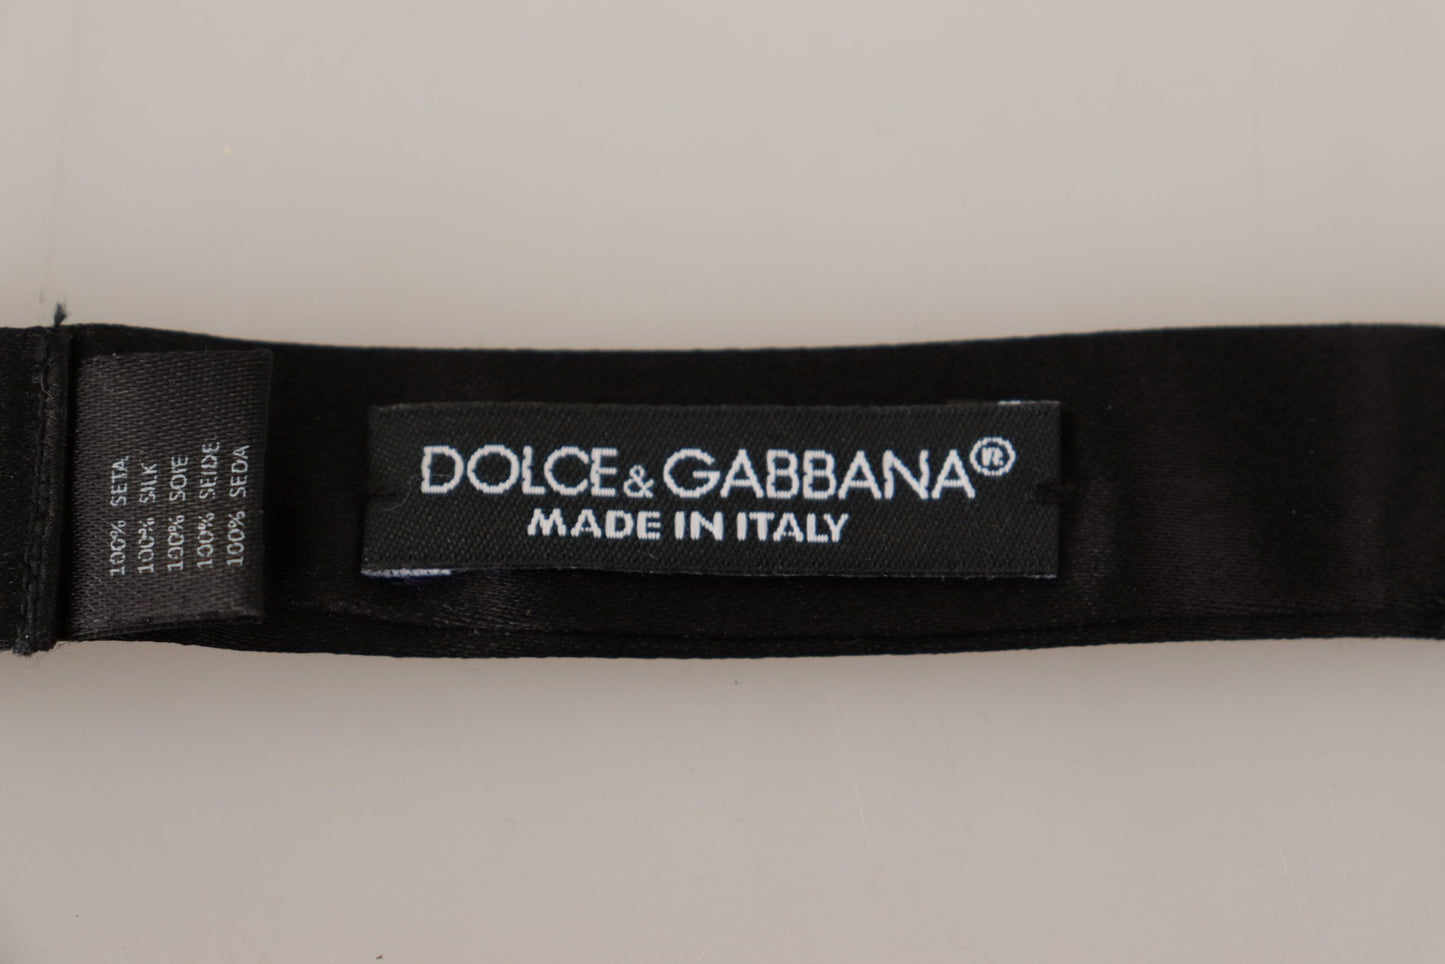 100% SETA
100% SILK
100% SOIE
100% SEIDE
100% SEDA
DOLCE & GABBANA®
MADE IN ITALY